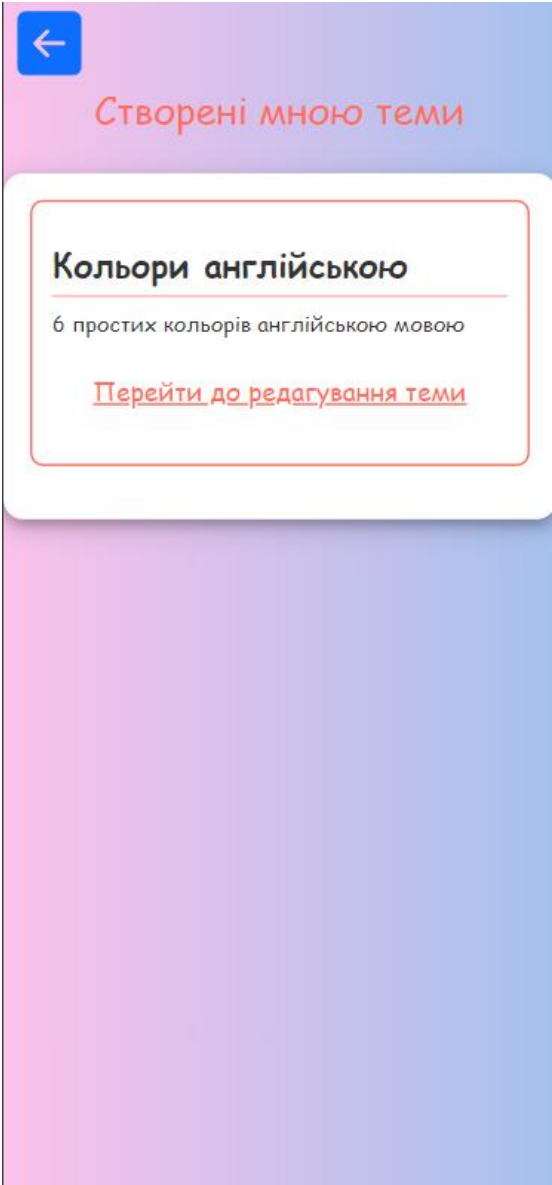 Створені мною теми
Кольори англійською
6 простих кольорів англійською мовою
Перейти до редагування теми